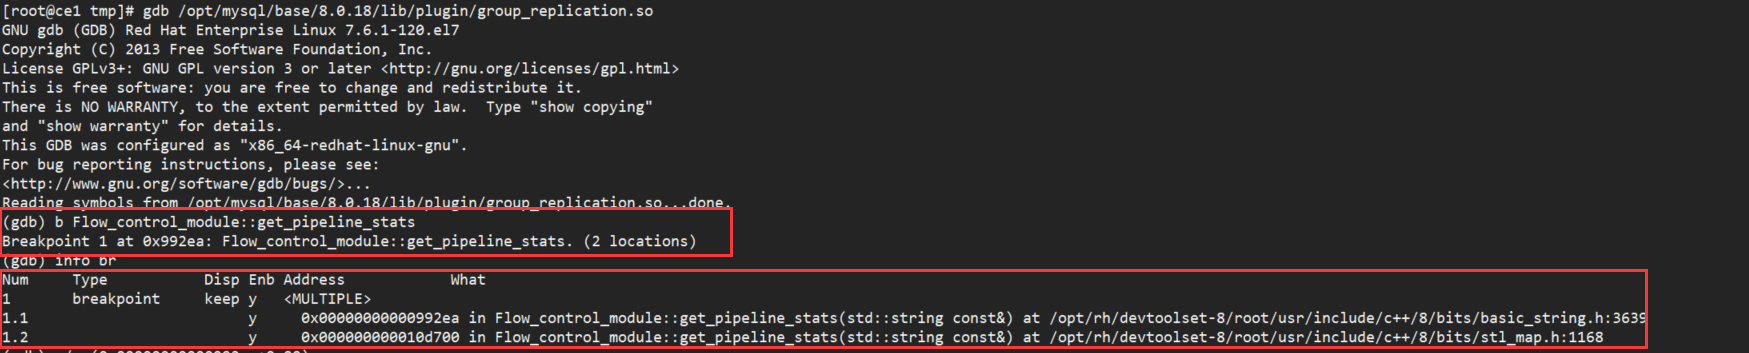 [root@ce1 tmp]# gdb /opt/mysql/base/8.0.18/lib/plugin/group_replication.so
GNU gdb (GDB) Red Hat Enterprise Linux 7.6.1-120.el7
Copyright (C) 2013 Free Software Foundation, Inc.
License GPLv3+: GNU GPL version 3 or later <http://gnu.org/licenses/gpl.html>
This is free software: you are free to change and redistribute it.
There is NO WARRANTY, to the extent permitted by law.  Type "show copying"
and "show warranty" for details.
This GDB was configured as "x86_64-redhat-linux-gnu".
For bug reporting instructions, please see:
<http://www.gnu.org/software/gdb/bugs/>...
Reading symbols from /opt/mysql/base/8.0.18/lib/plugin/group_replication.so...done.
(gdb) b Flow_control_module::get_pipeline_stats
Breakpoint 1 at 0x992ea: Flow_control_module::get_pipeline_stats. (2 locations)
(gdb) info br
Num     Type           Disp Enb Address            What
1       breakpoint     keep y   <MULTIPLE>
1.1                         y     0x00000000000992ea in Flow_control_module::get_pipeline_stats(std::string const&) at /opt/rh/devtoolset-8/root/usr/include/c++/8/bits/basic_string.h:3639
1.2                         y     0x000000000010d700 in Flow_control_module::get_pipeline_stats(std::string const&) at /opt/rh/devtoolset-8/root/usr/include/c++/8/bits/stl_map.h:1168